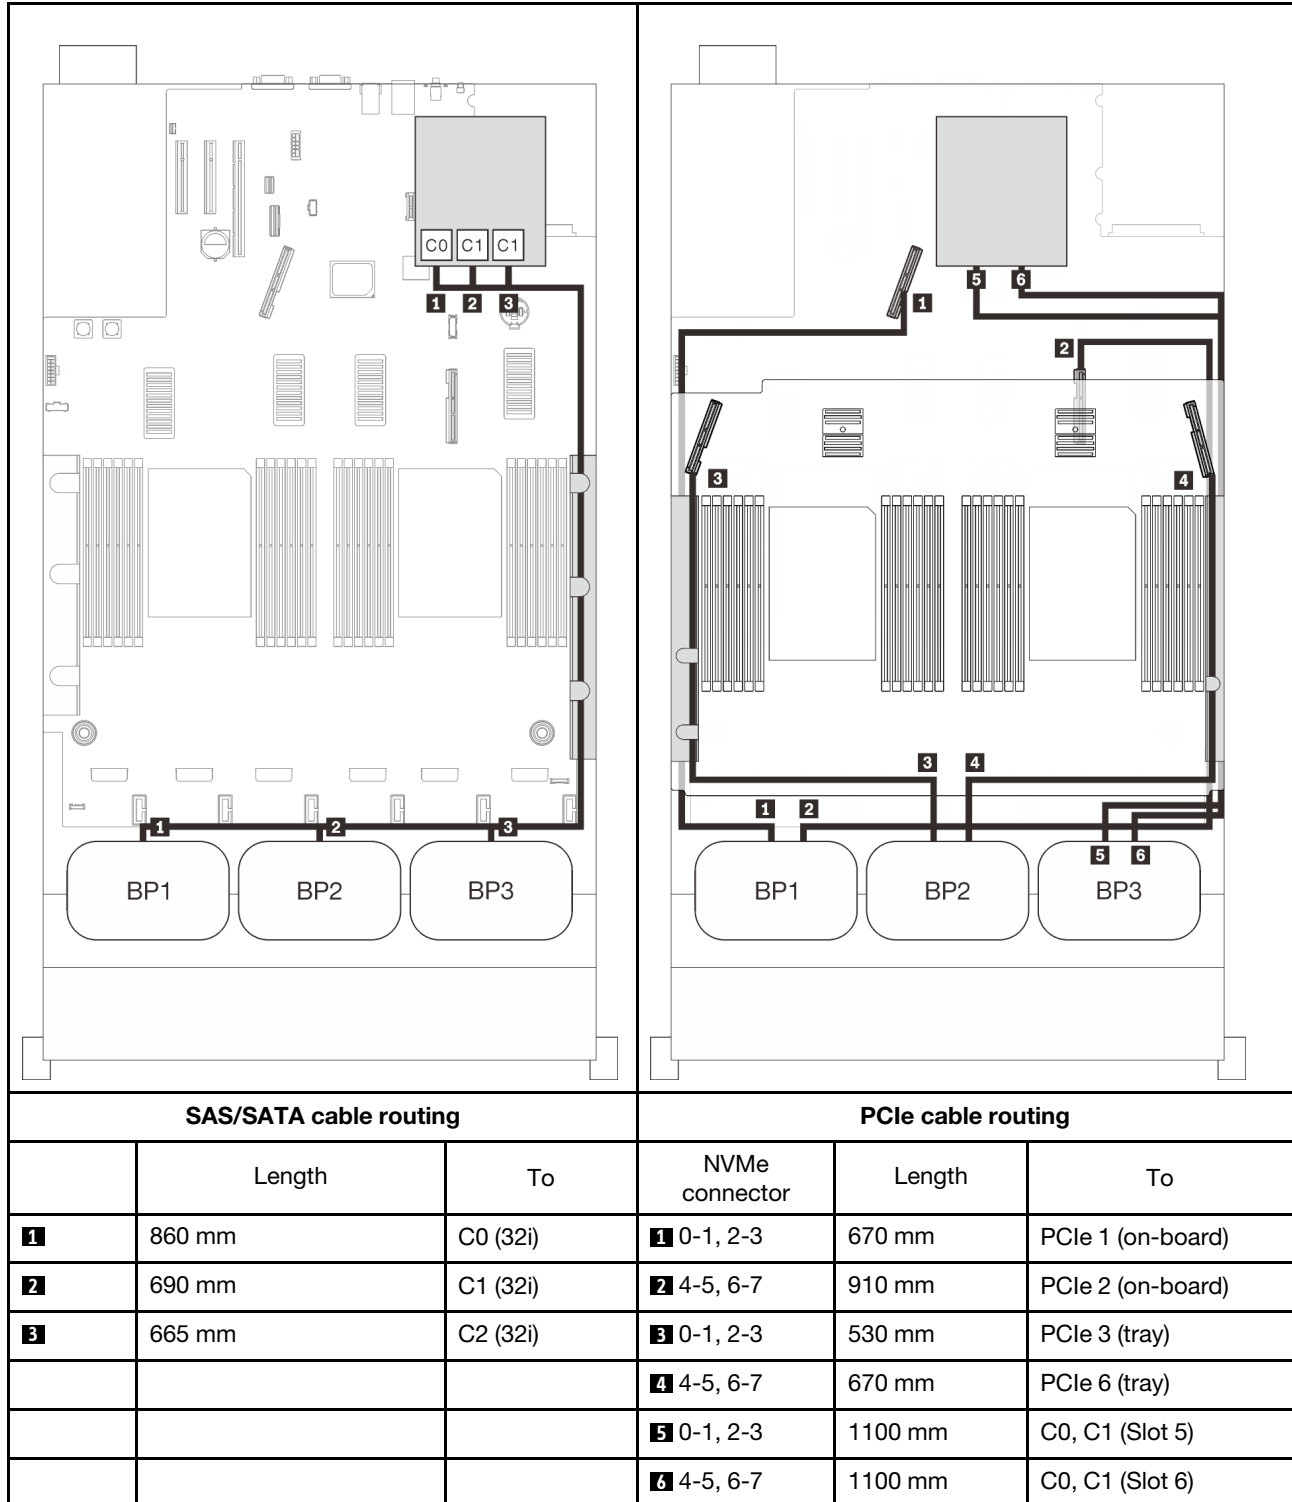 C0 C1 C1
1 2 3
1 2 3
BP1 BP2 BP3
5 6
1
2
3 4
3 4
1 2
5 6
BP1 BP2 BP3
SAS/SATA cable routing
PCIe cable routing
Length To
NVMe connector Length To
1 860 mm C0 (32i) 1 0-1, 2-3 670 mm PCIe 1 (on-board)
2 690 mm C1 (32i) 2 4-5, 6-7 910 mm PCIe 2 (on-board)
3 665 mm C2 (32i) 3 0-1, 2-3 530 mm PCIe 3 (tray)
4 4-5, 6-7 670 mm PCIe 6 (tray)
5 0-1, 2-3 1100 mm C0, C1 (Slot 5)
6 4-5, 6-7 1100 mm C0, C1 (Slot 6)